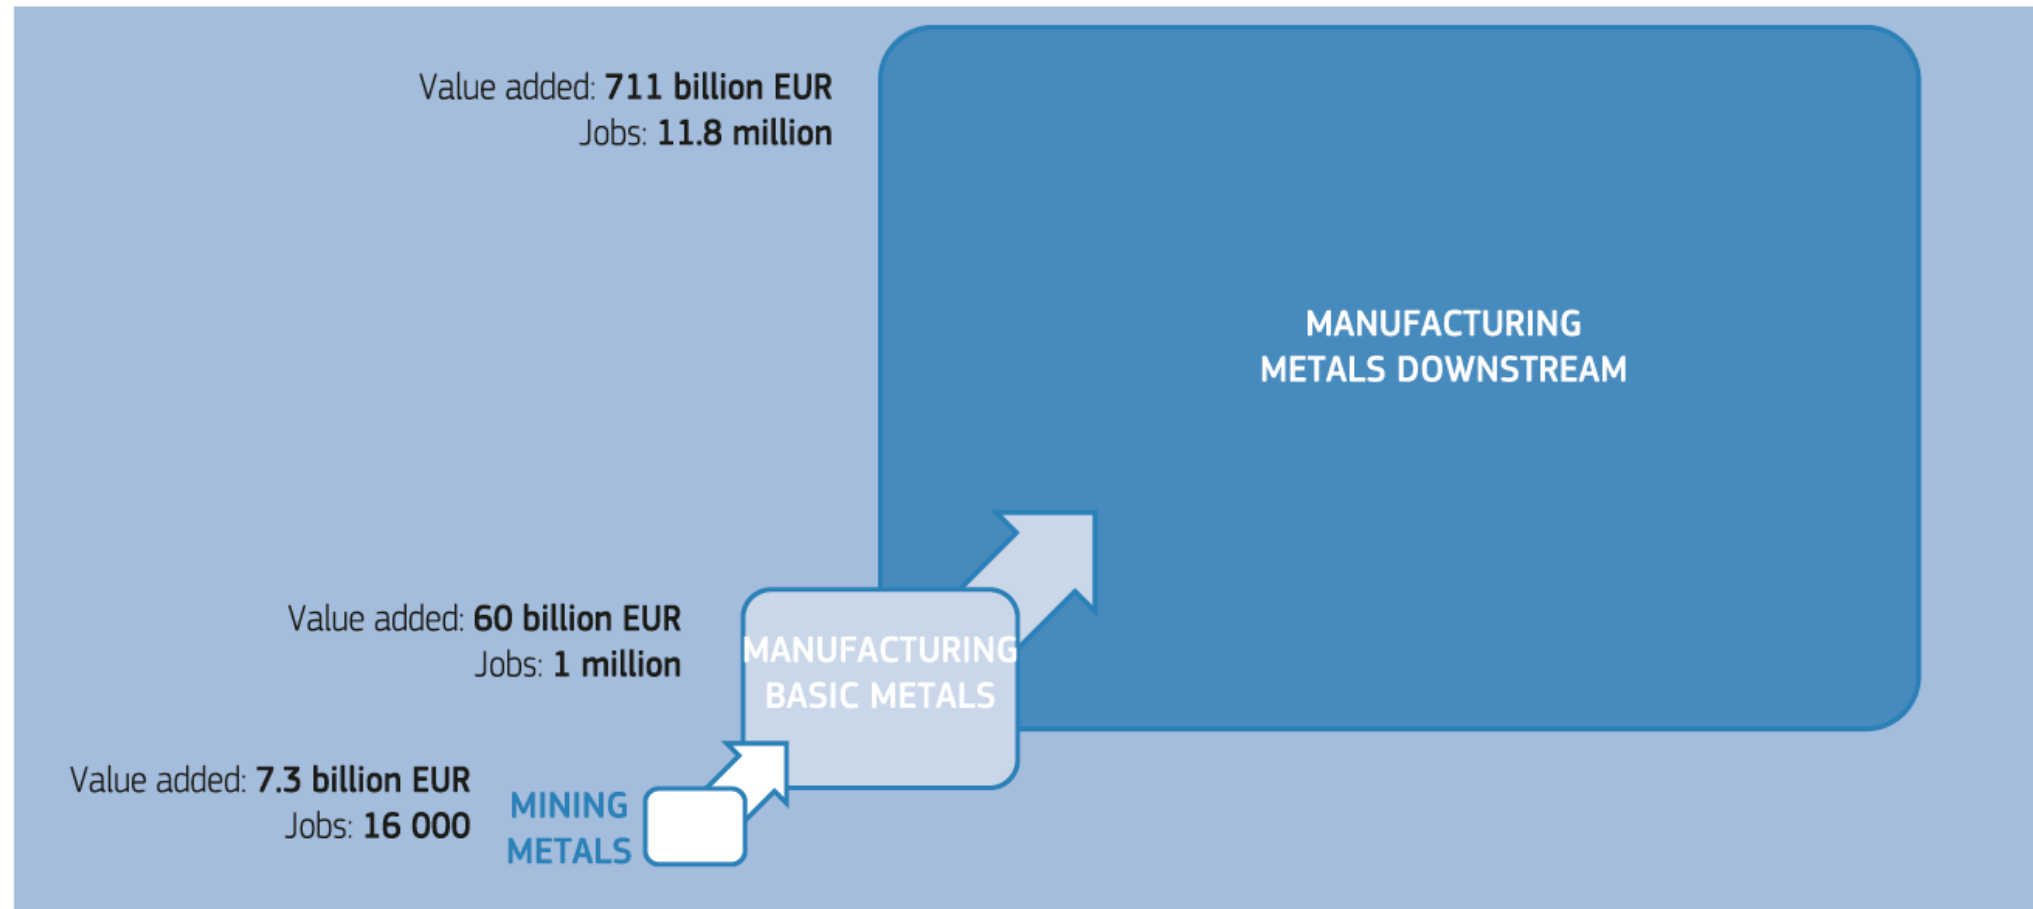 Value added: 711 billion EUR
Jobs: 11.8 million
MANUFACTURING
METALS DOWNSTREAM
Value added: 60 billion EUR
Jobs: 1 million
MANUFACTURING
BASIC METALS
Value added: 7.3 billion EUR
Jobs: 16 000
MINING
METALS